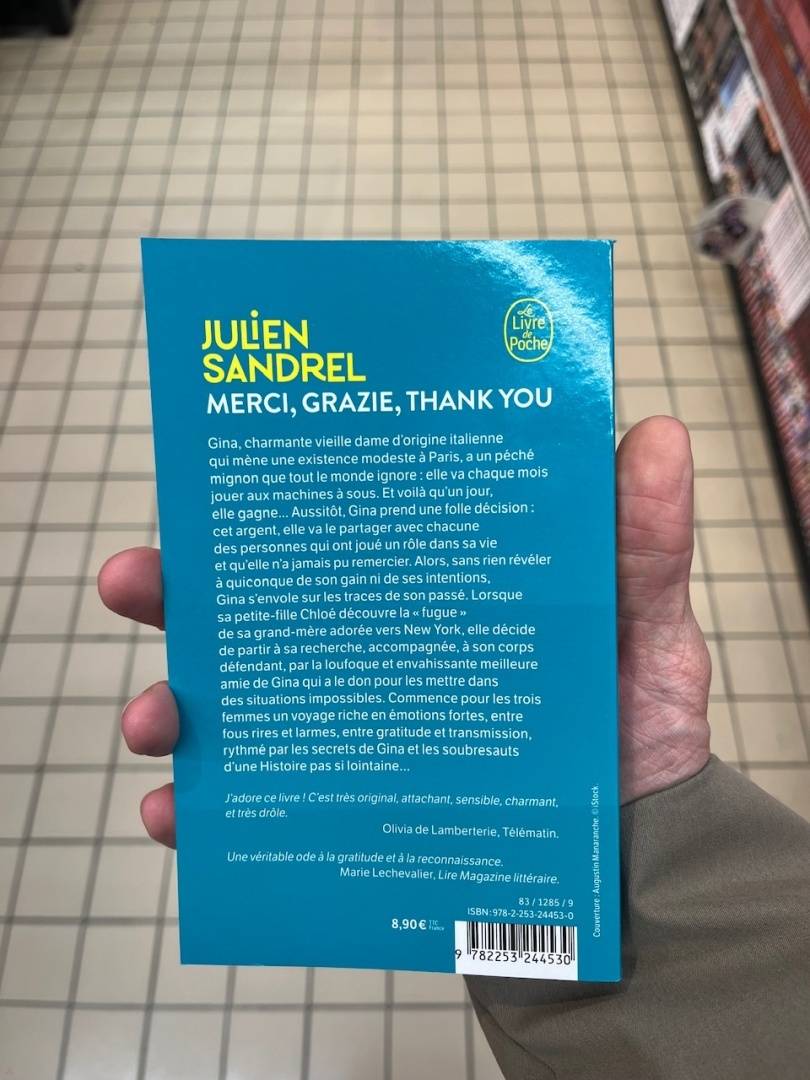 JULiEN
SANDREL
Le
Livre
de
Poche
MERCI, GRAZIE, THANK YOU
Gina, charmante vieille dame d'origine italienne
qui mène une existence modeste à Paris, a un péché
mignon que tout le monde ignore : elle va chaque mois
jouer aux machines à sous. Et voilà qu'un jour,
elle gagne... Aussitôt, Gina prend une folle décision :
cet argent, elle va le partager avec chacune
des personnes qui ont joué un rôle dans sa vie
et qu'elle n'a jamais pu remercier. Alors, sans rien révéler
à quiconque de son gain ni de ses intentions,
Gina s'envole sur les traces de son passé. Lorsque
sa petite-fille Chloé découvre la « fugue »
de sa grand-mère adorée vers New York, elle décide
de partir à sa recherche, accompagnée, à son corps
défendant, par la loufoque et envahissante meilleure
amie de Gina qui a le don pour les mettre dans
des situations impossibles. Commence pour les trois
femmes un voyage riche en émotions fortes, entre
fous rires et larmes, entre gratitude et transmission,
rythmé par les secrets de Gina et les soubresauts
d'une Histoire pas si lointaine...
J'adore ce livre ! C'est très original, attachant, sensible, charmant,
et très drôle.
Olivia de Lamberterie, Télématin.
Une véritable ode à la gratitude et à la reconnaissance.
Marie Lechevalier, Lire Magazine littéraire.
83 / 1285 / 9
ISBN : 978-2-253-24453-0
8,90 € TTC
France
9 782253 244530
Couverture : Augustin Manaranche. © iStock.